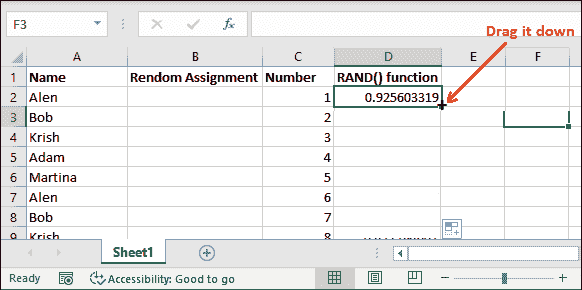 F3
fx
Drag it down
A B C D E F
1 Name Rendom Assignment Number RAND() function
2 Alen 1 0.925603319
3 Bob 2
4 Krish 3
5 Adam 4
6 Martina 5
7 Alen 6
8 Bob 7
9 Krish 8
Sheet1
Ready Accessibility: Good to go